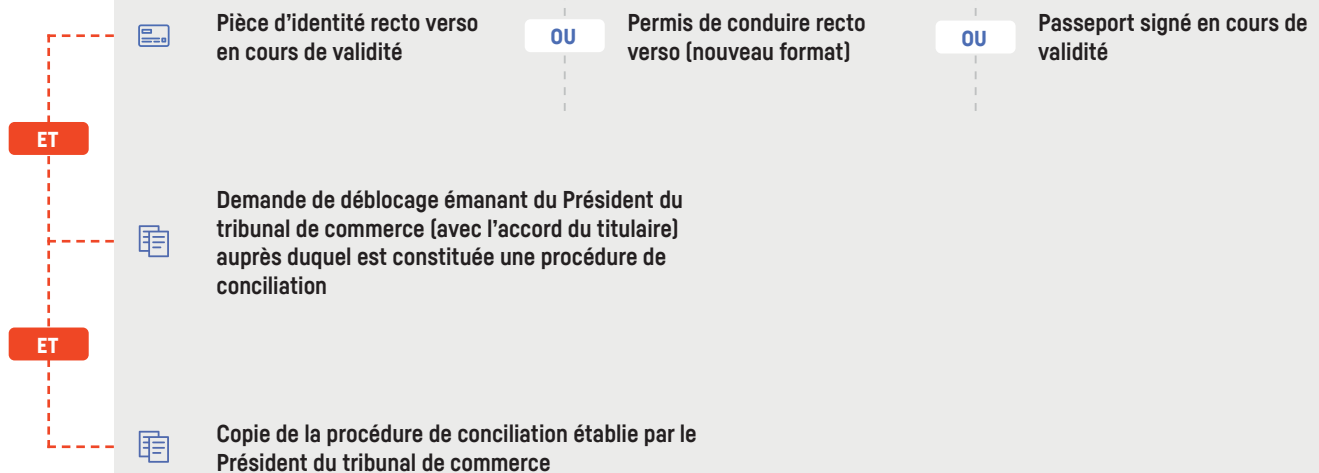 Pièce d'identité recto verso
en cours de validité
OU
Permis de conduire recto
verso (nouveau format)
OU
Passeport signé en cours de
validité
ET
Demande de déblocage émanant du Président du
tribunal de commerce (avec l'accord du titulaire)
auprès duquel est constituée une procédure de
conciliation
ET
Copie de la procédure de conciliation établie par le
Président du tribunal de commerce